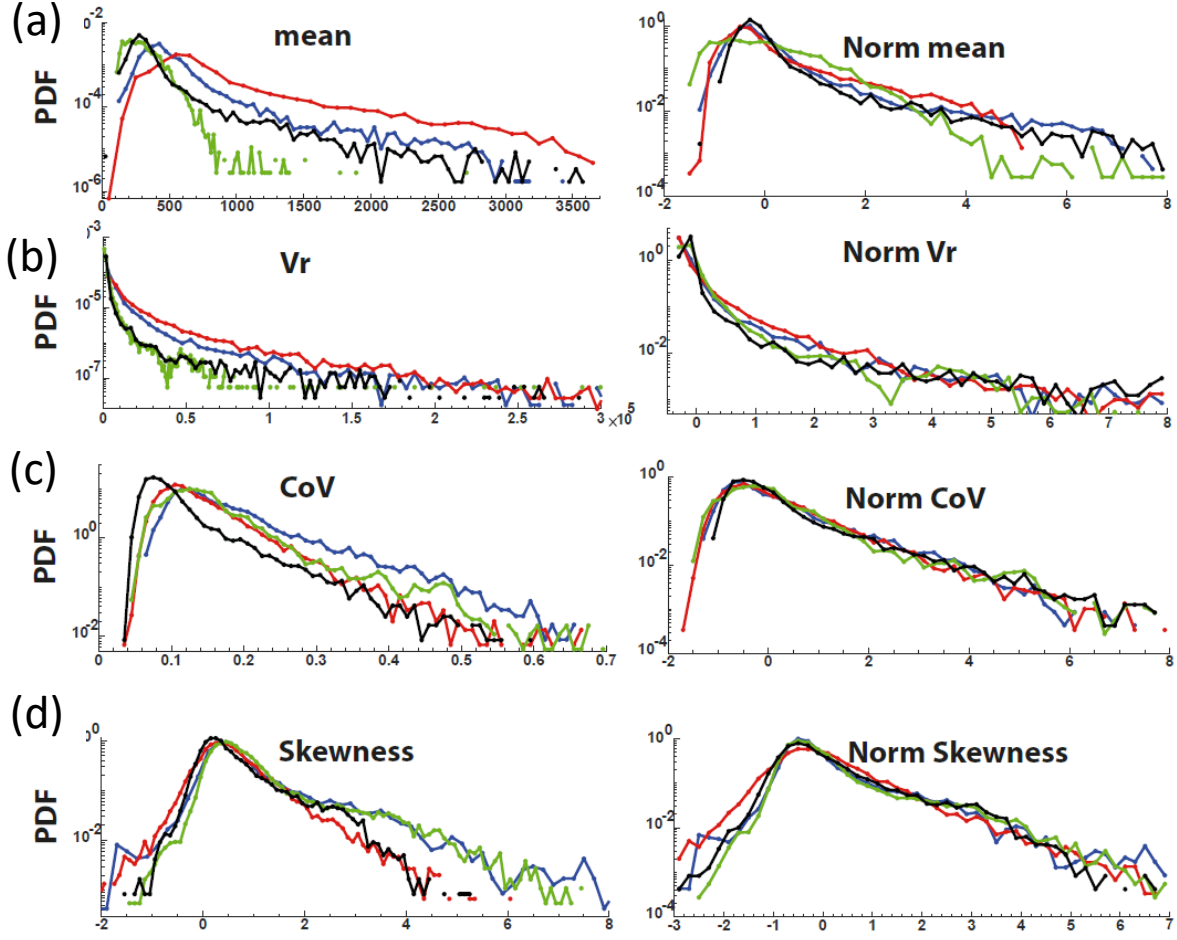 (a)
mean
Norm mean
PDF
10^-2
10^-4
10^-6
0 500 1000 1500 2000 2500 3000 3500
10^0
10^-2
10^-4
-2 0 2 4 6 8
(b)
Vr
Norm Vr
PDF
10^-3
10^-5
10^-7
0 0.5 1 1.5 2 2.5 3
×10^5
10^0
10^-2
0 1 2 3 4 5 6 7 8
(c)
CoV
Norm CoV
PDF
10^0
10^-2
0 0.1 0.2 0.3 0.4 0.5 0.6 0.7
10^0
10^-2
10^-4
-2 0 2 4 6 8
(d)
Skewness
Norm Skewness
PDF
10^0
10^-2
-2 0 2 4 6 8
10^0
10^-2
10^-4
-3 -2 -1 0 1 2 3 4 5 6 7